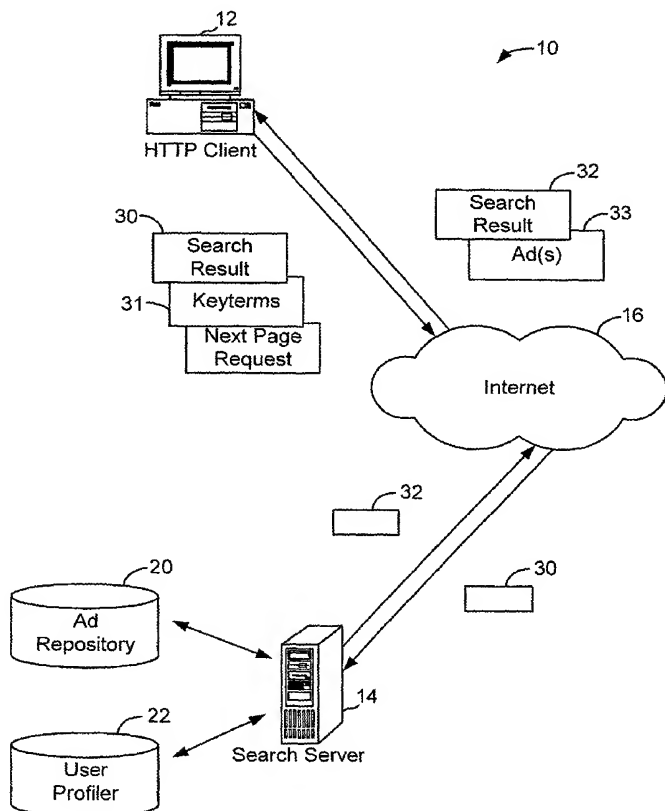 12
10
HTTP Client
30
Search
Result
31
Keyterms
Next Page
Request
32
Search
Result
33
Ad(s)
16
Internet
32
30
20
Ad
Repository
22
User
Profiler
14
Search Server